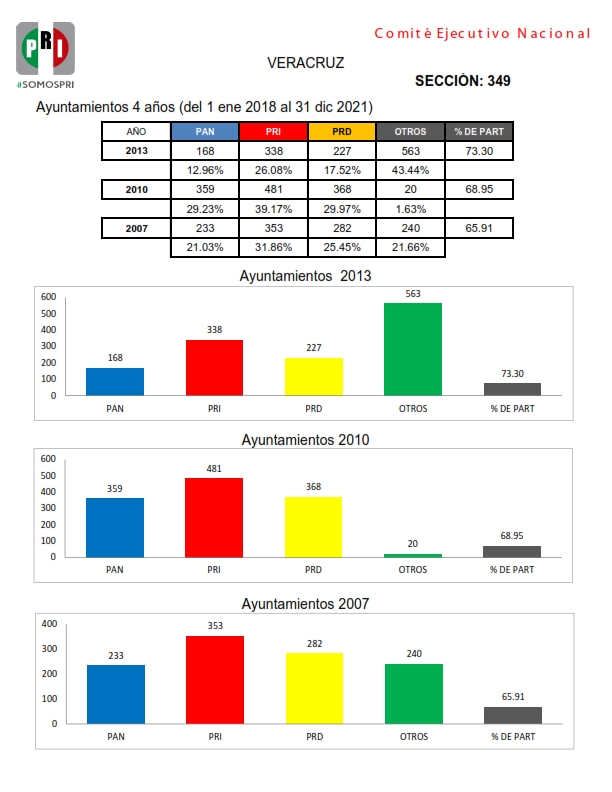 Comité Ejecutivo Nacional
PRI
#SOMOSPRI
VERACRUZ
SECCIÓN: 349
Ayuntamientos 4 años (del 1 ene 2018 al 31 dic 2021)
AÑO PAN PRI PRD OTROS % DE PART
2013 168 338 227 563 73.30
12.96% 26.08% 17.52% 43.44%
2010 359 481 368 20 68.95
29.23% 39.17% 29.97% 1.63%
2007 233 353 282 240 65.91
21.03% 31.86% 25.45% 21.66%
Ayuntamientos 2013
600
500
400
300
200
100
0
168 338 227 563 73.30
PAN PRI PRD OTROS % DE PART
Ayuntamientos 2010
600
500
400
300
200
100
0
359 481 368 20 68.95
PAN PRI PRD OTROS % DE PART
Ayuntamientos 2007
400
300
200
100
0
233 353 282 240 65.91
PAN PRI PRD OTROS % DE PART